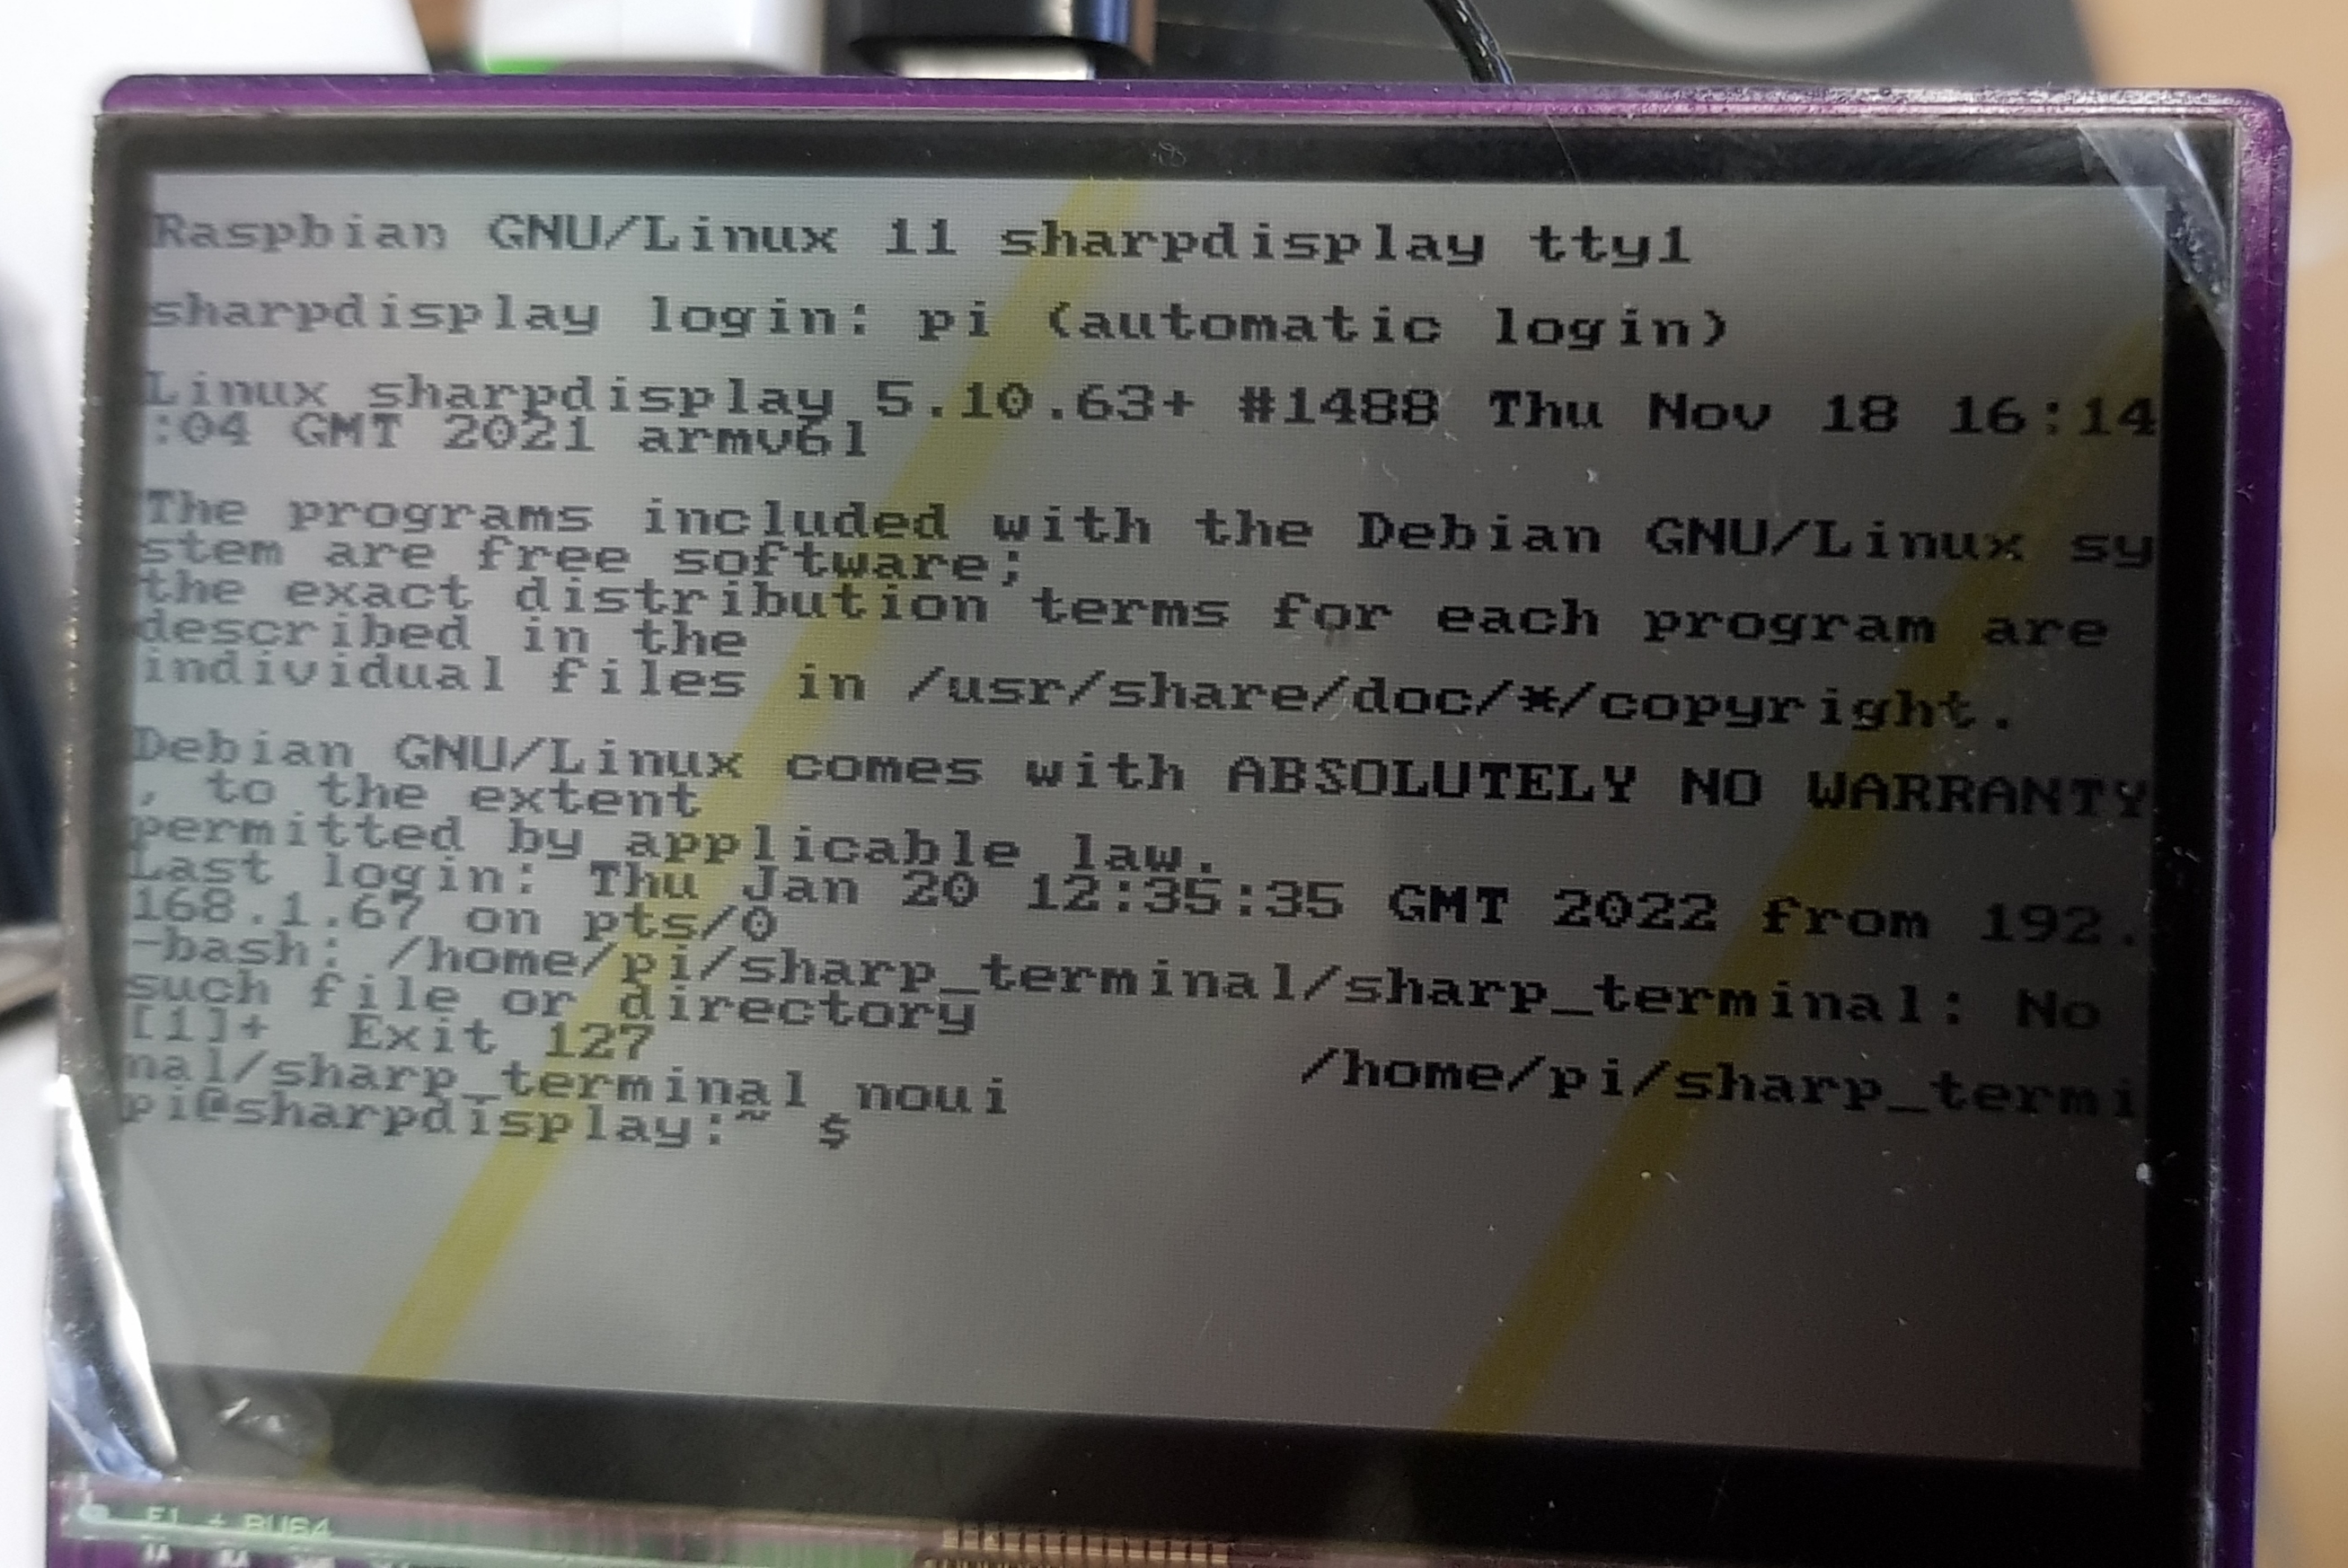 Raspbian GNU/Linux 11 sharpdisplay tty1
sharpdisplay login: pi (automatic login)
Linux sharpdisplay 5.10.63+ #1488 Thu Nov 18 16:14
:04 GMT 2021 armv6l
The programs included with the Debian GNU/Linux sy
stem are free software;
the exact distribution terms for each program are
described in the
individual files in /usr/share/doc/*/copyright.
Debian GNU/Linux comes with ABSOLUTELY NO WARRANTY
, to the extent
permitted by applicable law.
Last login: Thu Jan 20 12:35:35 GMT 2022 from 192.
168.1.67 on pts/0
-bash: /home/pi/sharp_terminal/sharp_terminal: No
such file or directory
[1]+  Exit 127                 /home/pi/sharp_termi
nal/sharp_terminal noui
pi@sharpdisplay:~ $